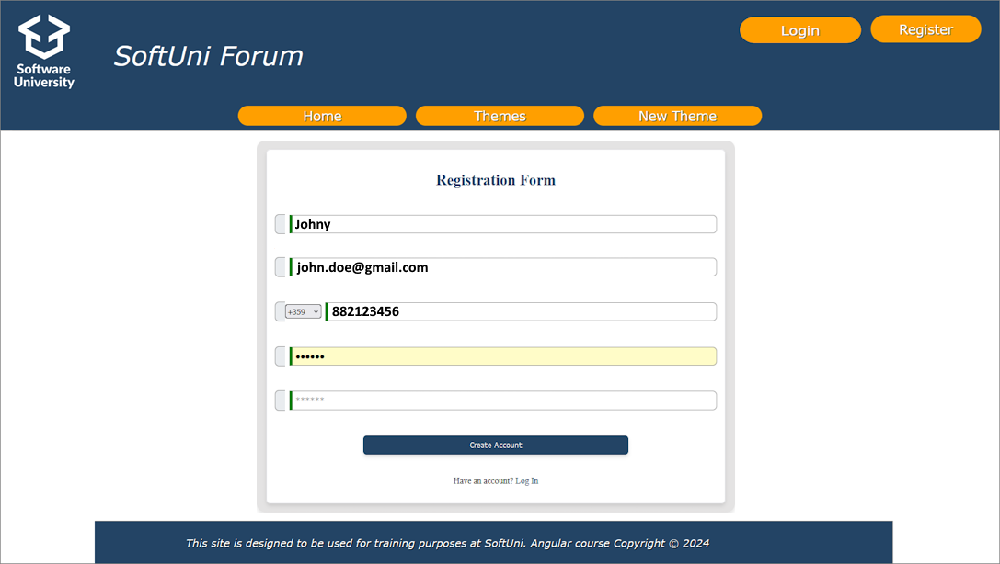 Software
University
SoftUni Forum
Login
Register
Home
Themes
New Theme
Registration Form
Johny
john.doe@gmail.com
+359
882123456
••••••
******
Create Account
Have an account? Log In
This site is designed to be used for training purposes at SoftUni. Angular course Copyright © 2024